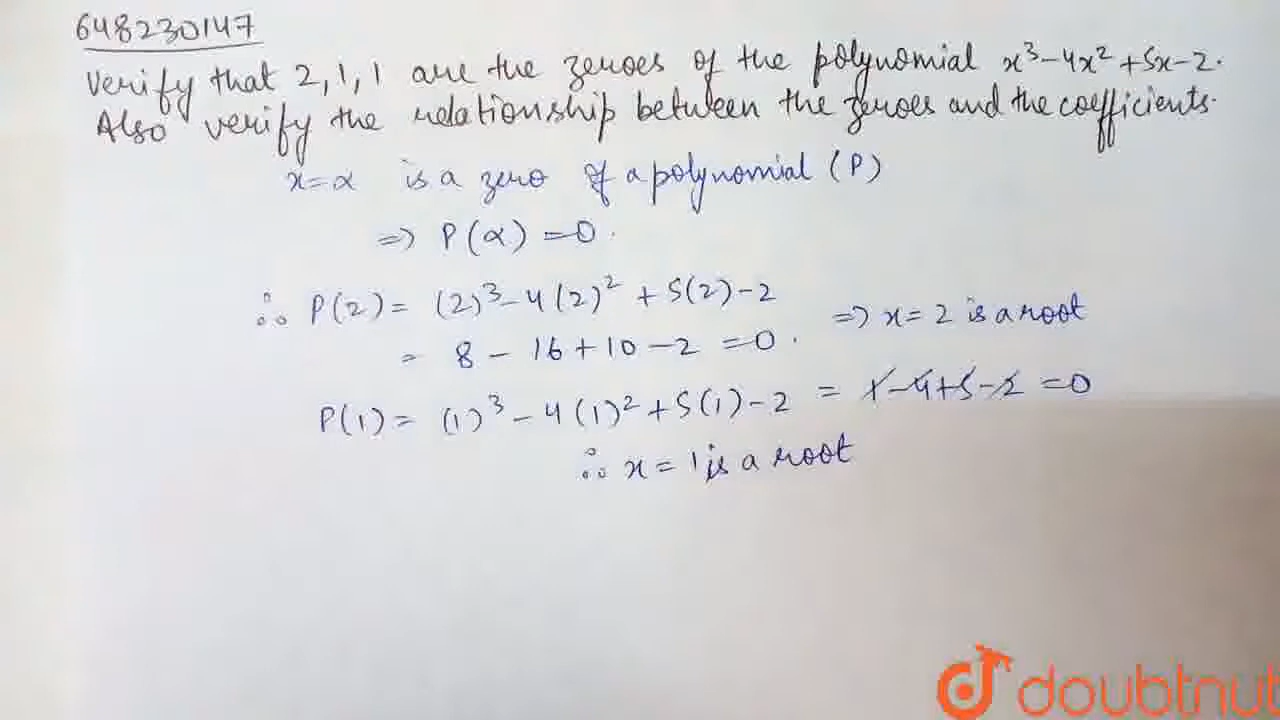 648230147
Verify that 2, 1, 1 are the zeroes of the polynomial x³-4x²+5x-2.
Also verify the relationship between the zeroes and the coefficients.
x=α is a zero of a polynomial (P)
=> P(α) =0.
∴ P(2) = (2)³-4(2)²+5(2)-2
= 8-16+10-2 =0. => x=2 is a root
P(1) = (1)³-4(1)²+5(1)-2 = 1-4+5-2 =0
∴ x=1 is a root
doubtnut